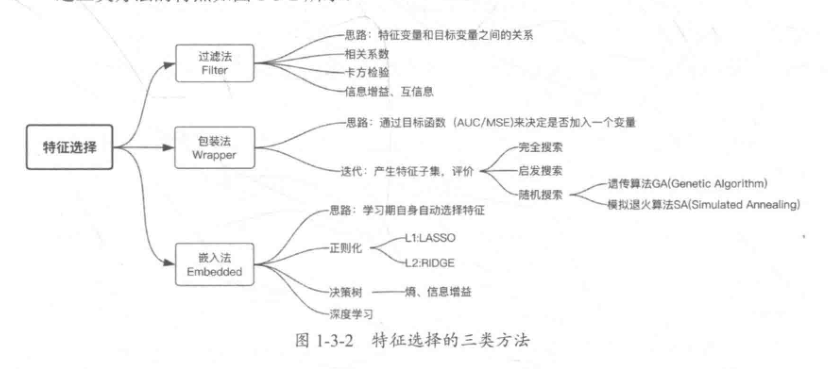 特征选择
过滤法
Filter
思路：特征变量和目标变量之间的关系
相关系数
卡方检验
信息增益、互信息
包装法
Wrapper
思路：通过目标函数 (AUC/MSE)来决定是否加入一个变量
迭代：产生特征子集，评价
完全搜索
启发搜索
随机搜索
遗传算法GA(Genetic Algorithm)
模拟退火算法SA(Simulated Annealing)
嵌入法
Embedded
思路：学习期自身自动选择特征
正则化
L1:LASSO
L2:RIDGE
决策树
熵、信息增益
深度学习
图 1-3-2 特征选择的三类方法